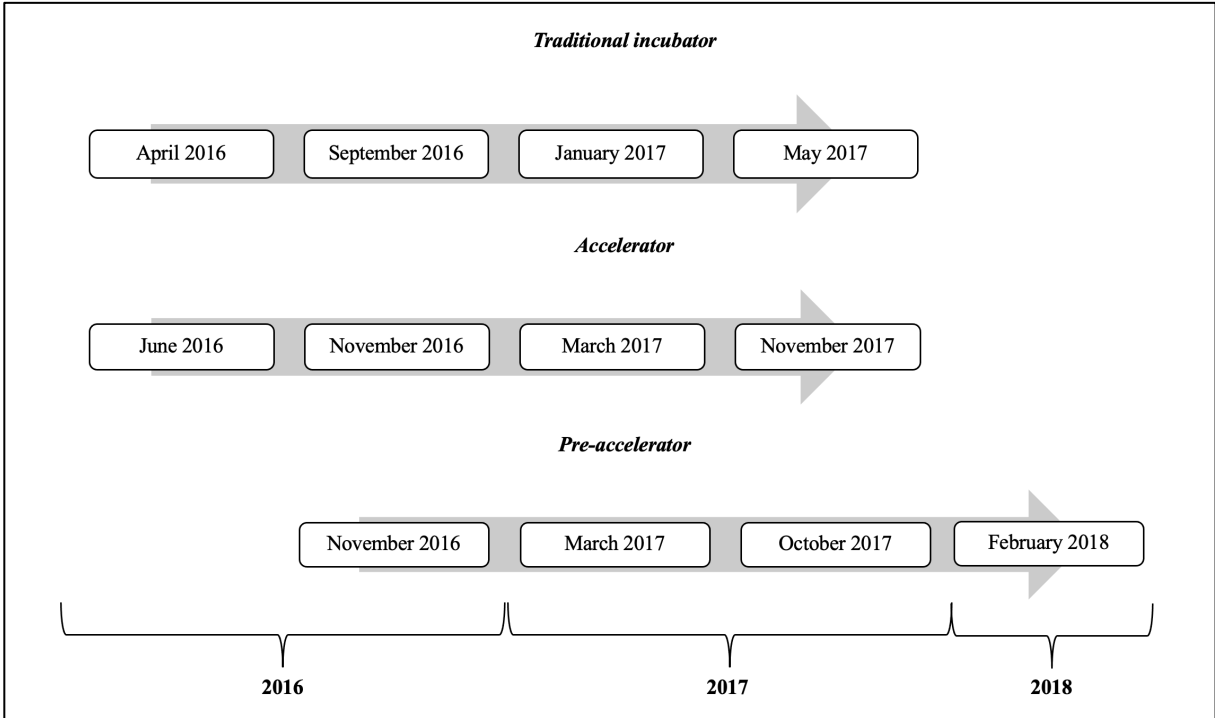 Traditional incubator
April 2016 September 2016 January 2017 May 2017
Accelerator
June 2016 November 2016 March 2017 November 2017
Pre-accelerator
November 2016 March 2017 October 2017 February 2018
2016 2017 2018